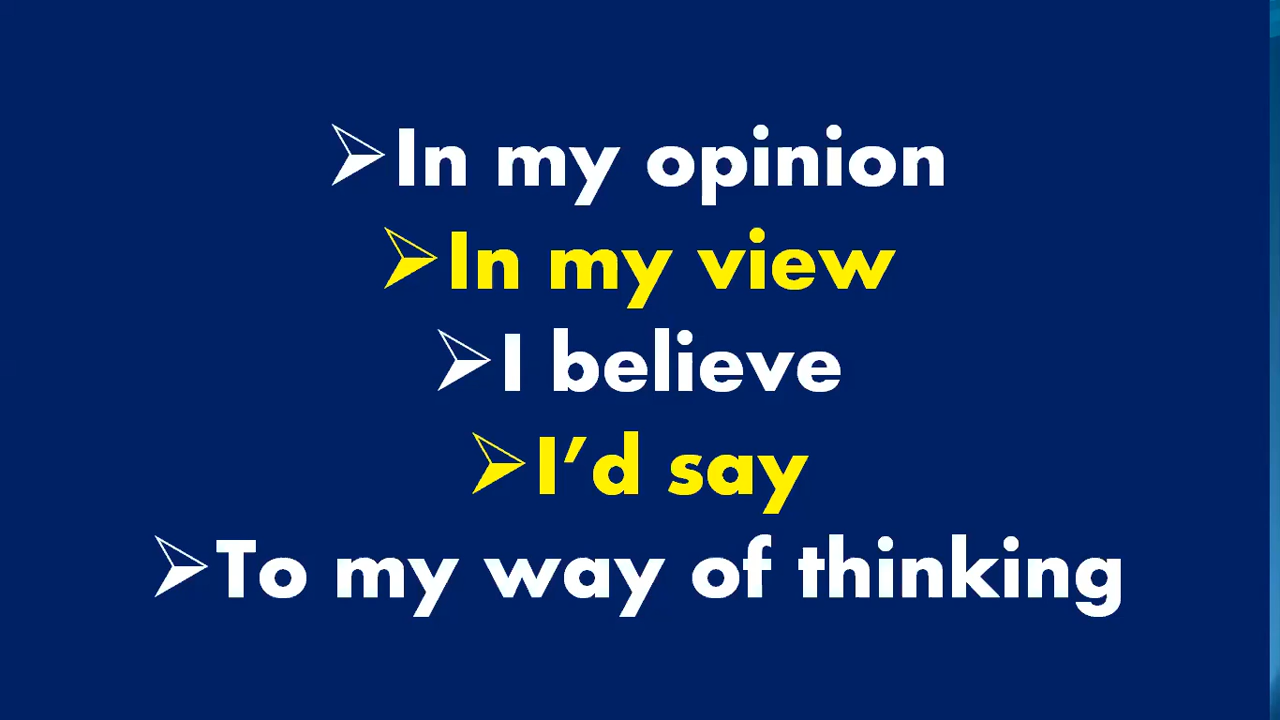 ➢In my opinion
➢In my view
➢I believe
➢I’d say
➢To my way of thinking